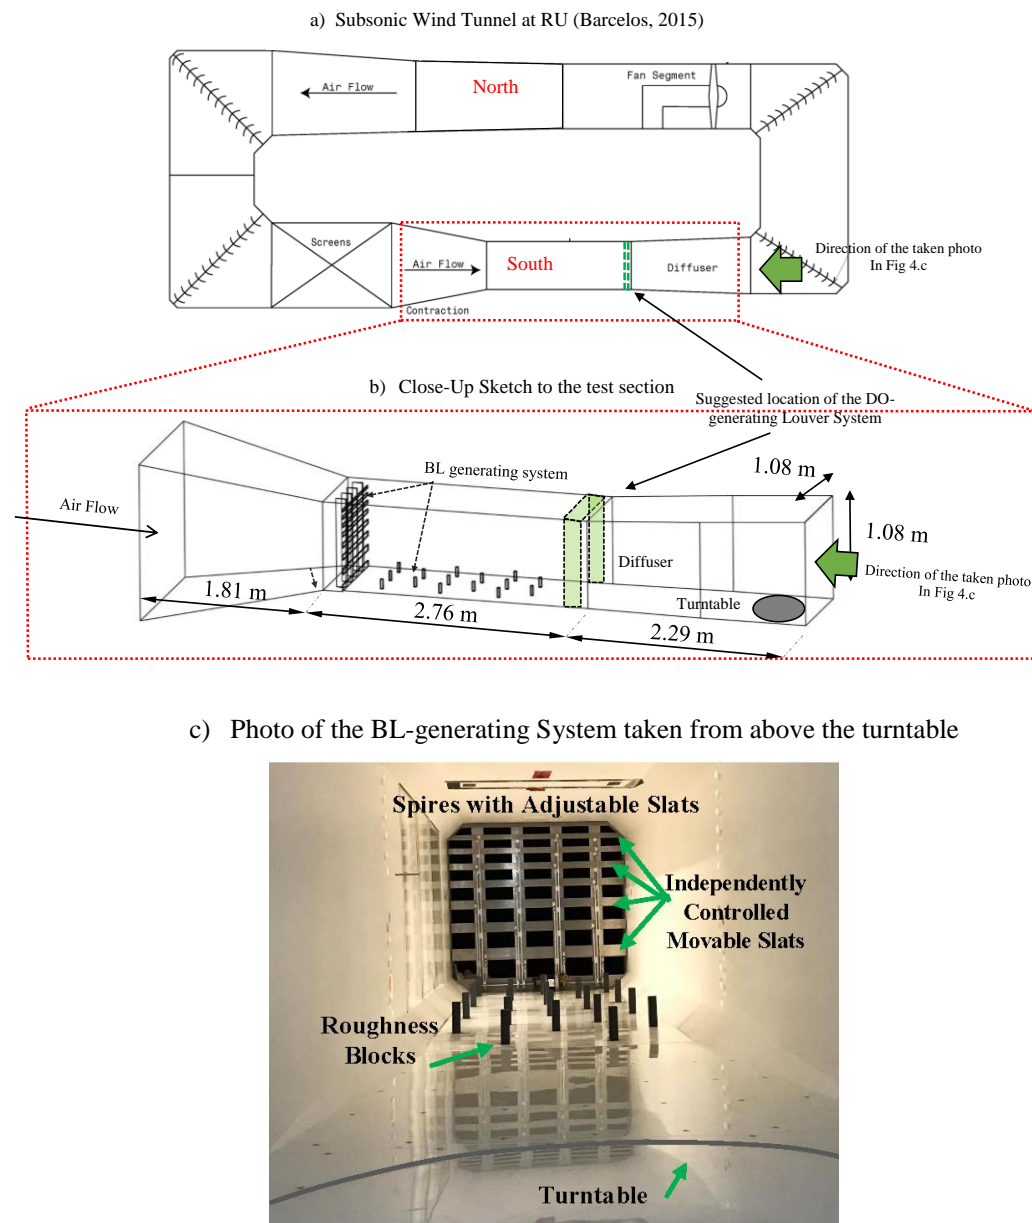 a) Subsonic Wind Tunnel at RU (Barcelos, 2015)
Air Flow
North
Fan Segment
Screens
Air Flow
South
Diffuser
Contraction
Direction of the taken photo
In Fig 4.c
b) Close-Up Sketch to the test section
Suggested location of the DO-
generating Louver System
BL generating system
1.08 m
Air Flow
1.08 m
Diffuser
Direction of the taken photo
In Fig 4.c
Turntable
1.81 m
2.76 m
2.29 m
c) Photo of the BL-generating System taken from above the turntable
Spires with Adjustable Slats
Independently
Controlled
Movable Slats
Roughness
Blocks
Turntable